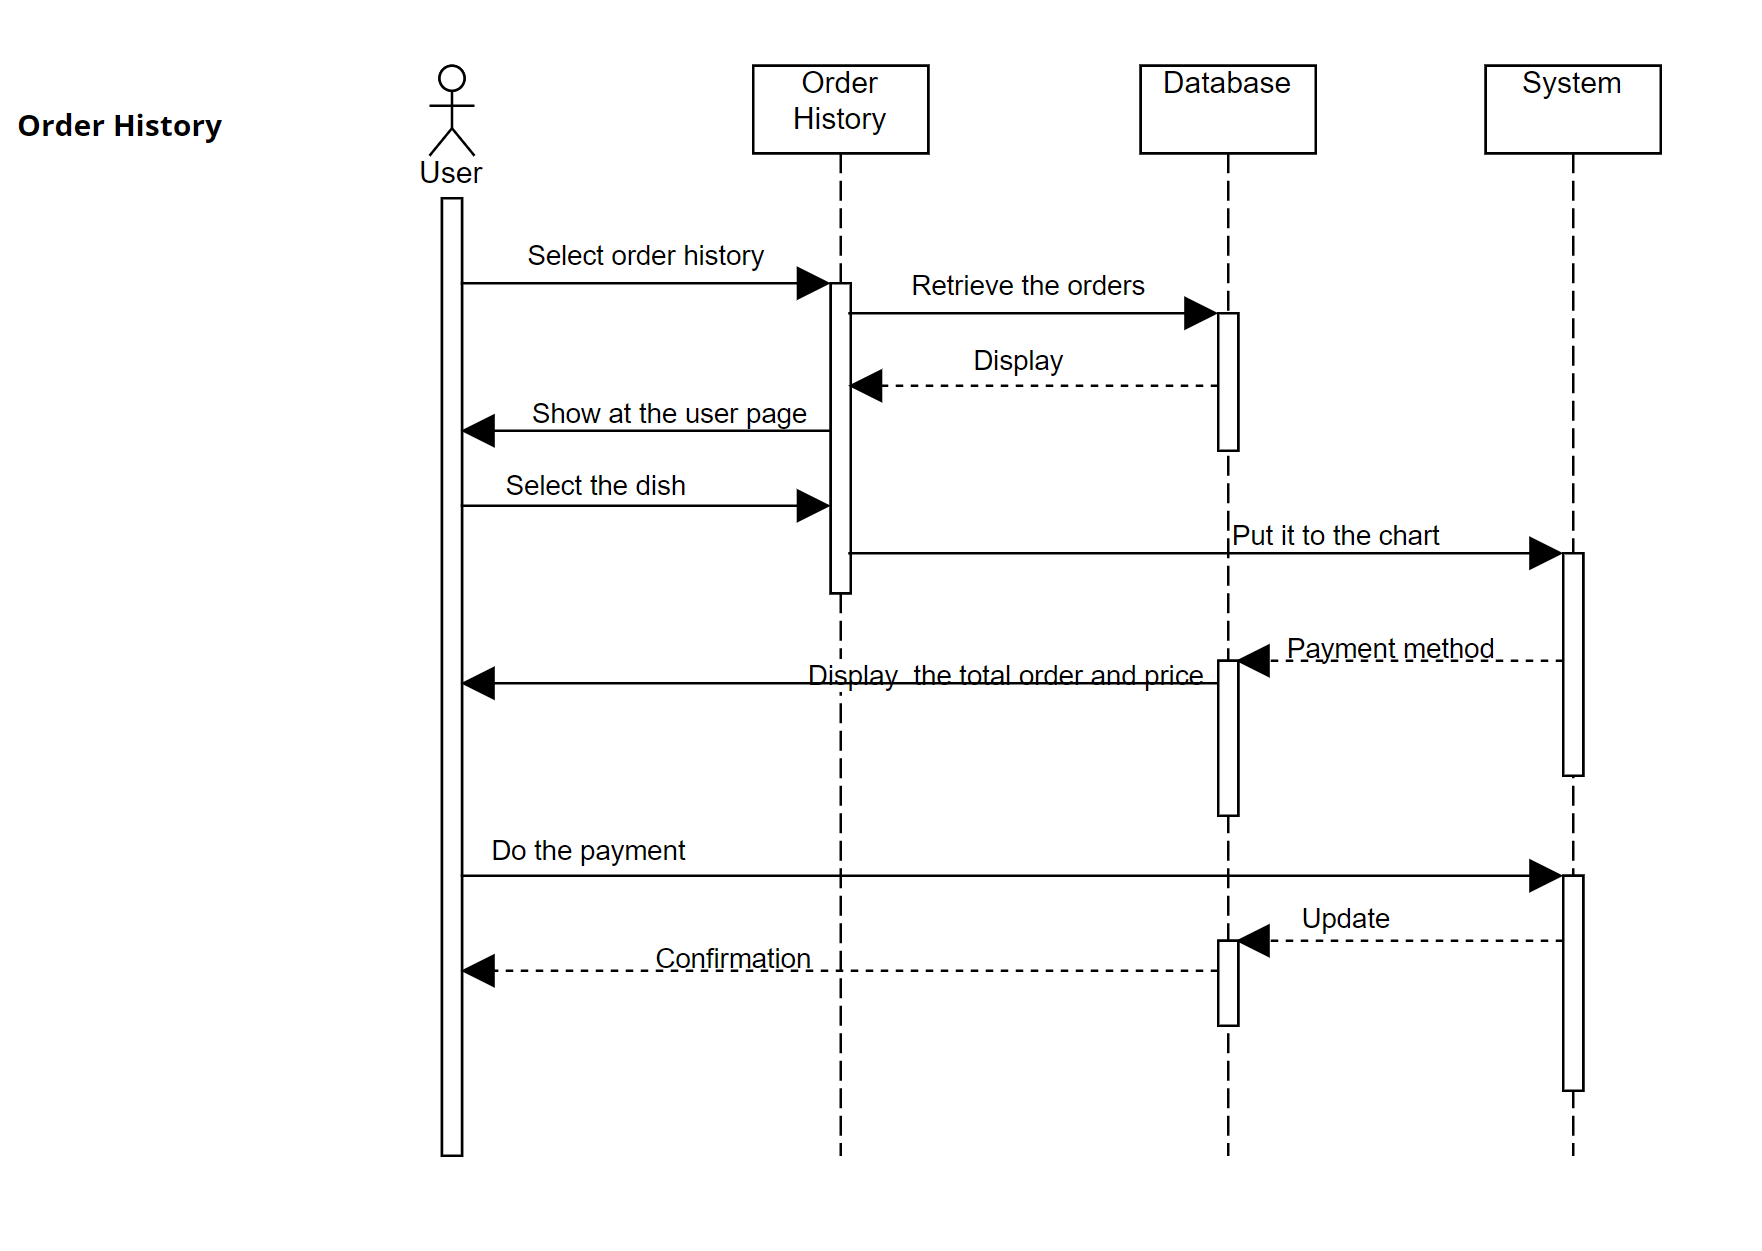 Order History
User
Order
History
Database
System
Select order history
Retrieve the orders
Display
Show at the user page
Select the dish
Put it to the chart
Payment method
Display  the total order and price
Do the payment
Update
Confirmation